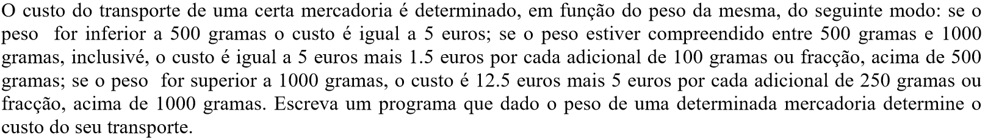 O custo do transporte de uma certa mercadoria é determinado, em função do peso da mesma, do seguinte modo: se o
peso  for inferior a 500 gramas o custo é igual a 5 euros; se o peso estiver compreendido entre 500 gramas e 1000
gramas, inclusivé, o custo é igual a 5 euros mais 1.5 euros por cada adicional de 100 gramas ou fracção, acima de 500
gramas; se o peso  for superior a 1000 gramas, o custo é 12.5 euros mais 5 euros por cada adicional de 250 gramas ou
fracção, acima de 1000 gramas. Escreva um programa que dado o peso de uma determinada mercadoria determine o
custo do seu transporte.